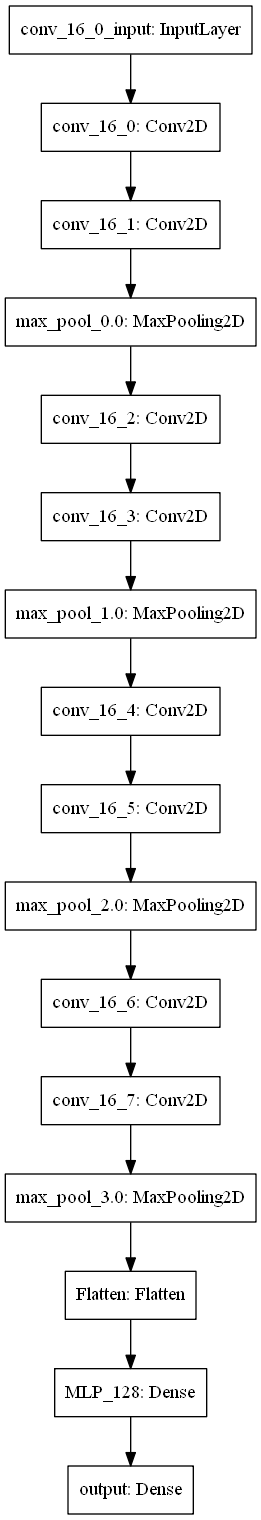 conv_16_0_input: InputLayer
conv_16_0: Conv2D
conv_16_1: Conv2D
max_pool_0.0: MaxPooling2D
conv_16_2: Conv2D
conv_16_3: Conv2D
max_pool_1.0: MaxPooling2D
conv_16_4: Conv2D
conv_16_5: Conv2D
max_pool_2.0: MaxPooling2D
conv_16_6: Conv2D
conv_16_7: Conv2D
max_pool_3.0: MaxPooling2D
Flatten: Flatten
MLP_128: Dense
output: Dense